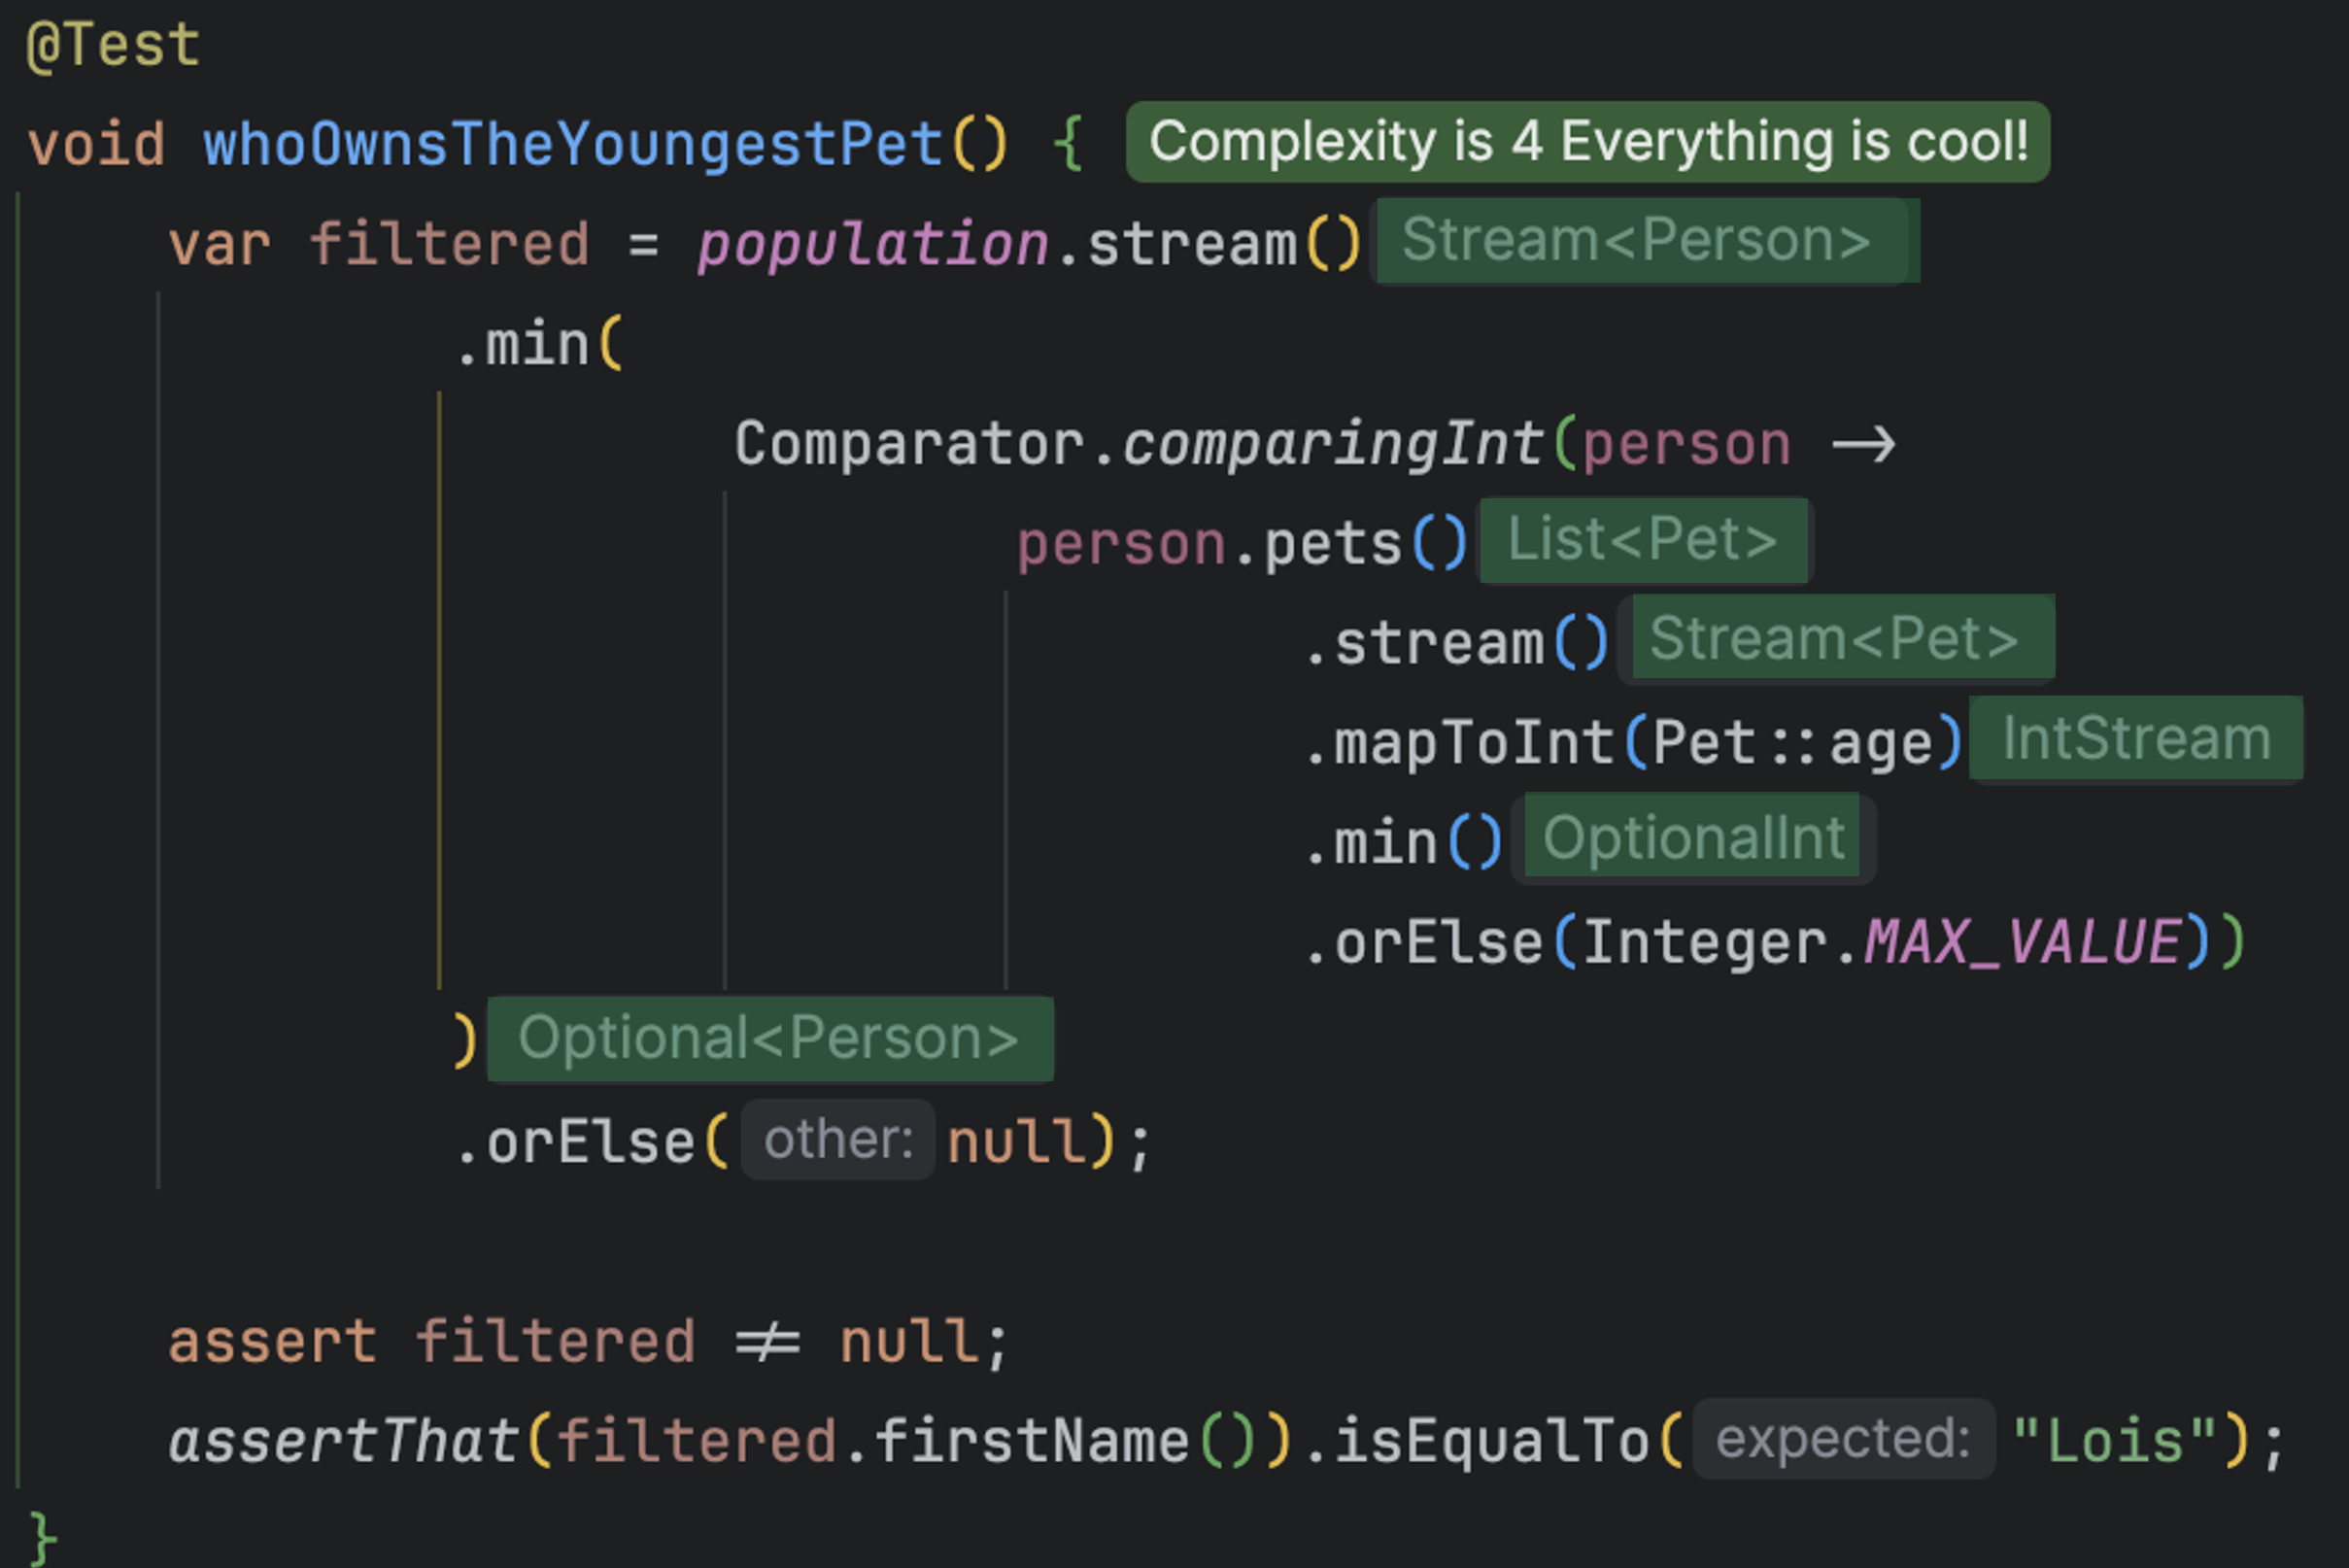 @Test
void whoOwnsTheYoungestPet() { Complexity is 4 Everything is cool!
var filtered = population.stream() Stream<Person>
.min(
Comparator.comparingInt(person →
person.pets() List<Pet>
.stream() Stream<Pet>
.mapToInt(Pet::age) IntStream
.min() OptionalInt
.orElse(Integer.MAX_VALUE))
) Optional<Person>
.orElse( other: null);
assert filtered ≠ null;
assertThat(filtered.firstName()).isEqualTo( expected: "Lois");
}